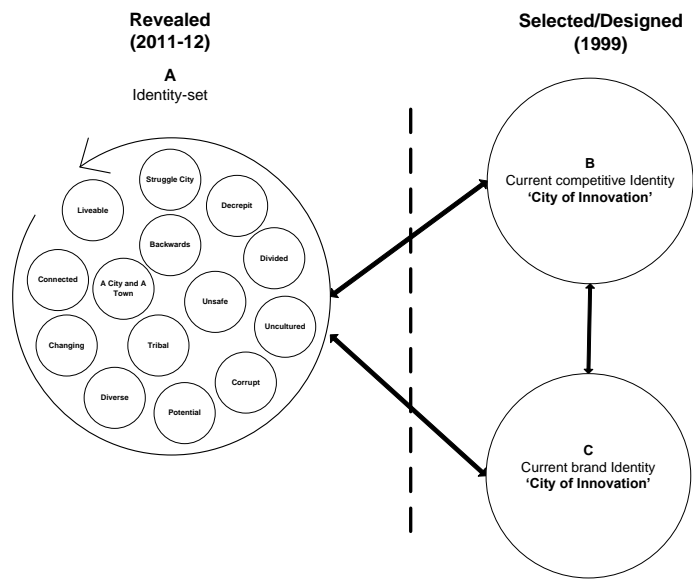 Revealed
(2011-12)
A
Identity-set
Struggle City
Liveable
Decrepit
Backwards
Divided
Connected
A City and A
Town
Unsafe
Uncultured
Changing
Tribal
Corrupt
Diverse
Potential
Selected/Designed
(1999)
B
Current competitive Identity
‘City of Innovation’
C
Current brand Identity
‘City of Innovation’